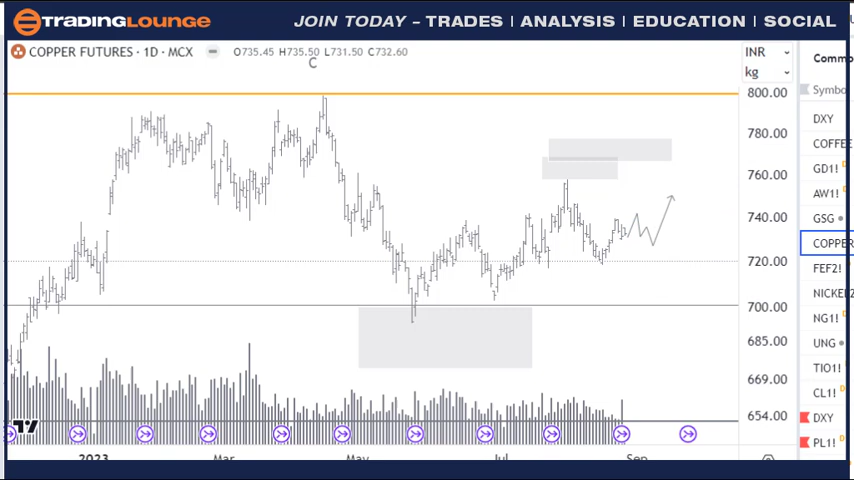 TRADINGLOUNGE
JOIN TODAY - TRADES | ANALYSIS | EDUCATION | SOCIAL
COPPER FUTURES · 1D · MCX
O735.45 H735.50 L731.50 C732.60
C
INR
kg
800.00
780.00
760.00
740.00
720.00
700.00
685.00
669.00
654.00
2023
Mar
May
Jul
Sep
Commo
Symbo
DXY
COFFEE
GD1!
AW1!
GSG
COPPER
FEF2!
NICKEL2
NG1!
UNG
TIO1!
CL1!
DXY
PL1!